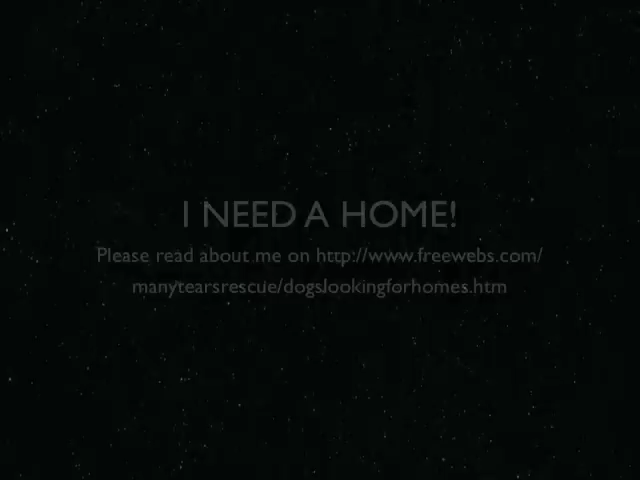 I NEED A HOME!
Please read about me on http://www.freewebs.com/
manytearsrescue/dogslookingforhomes.htm